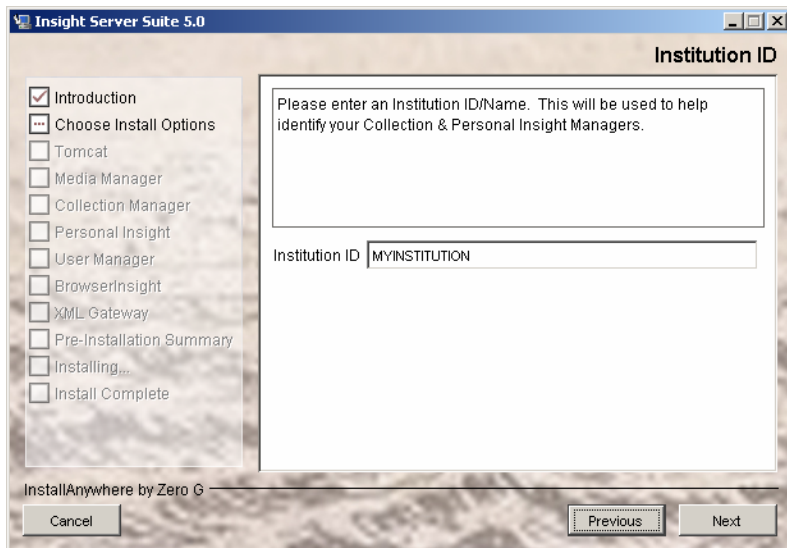 Insight Server Suite 5.0
Institution ID
Introduction
Choose Install Options
Tomcat
Media Manager
Collection Manager
Personal Insight
User Manager
BrowserInsight
XML Gateway
Pre-Installation Summary
Installing...
Install Complete
Please enter an Institution ID/Name. This will be used to help
identify your Collection & Personal Insight Managers.
Institution ID MYINSTITUTION
InstallAnywhere by Zero G
Cancel Previous Next